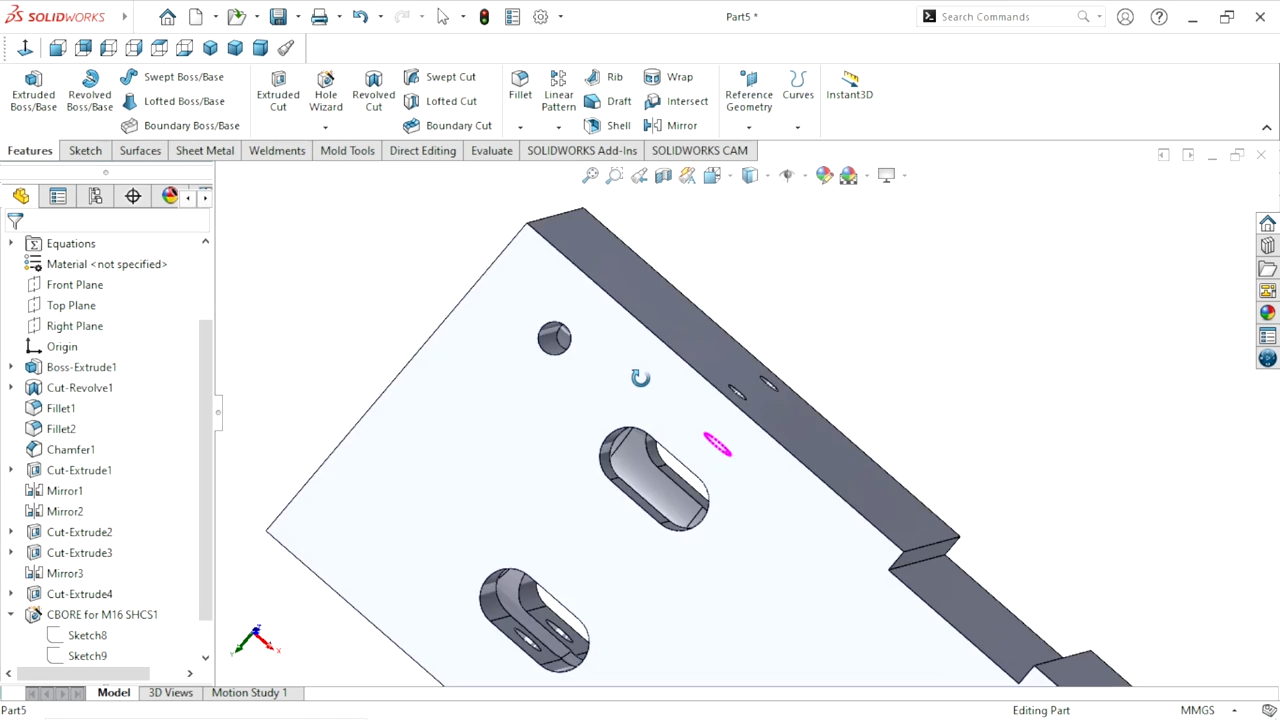 SOLIDWORKS
Part5 *
Search Commands
Extruded Boss/Base
Revolved Boss/Base
Swept Boss/Base
Lofted Boss/Base
Boundary Boss/Base
Extruded Cut
Hole Wizard
Revolved Cut
Swept Cut
Lofted Cut
Boundary Cut
Fillet
Linear Pattern
Rib
Draft
Shell
Wrap
Intersect
Mirror
Reference Geometry
Curves
Instant3D
Features
Sketch
Surfaces
Sheet Metal
Weldments
Mold Tools
Direct Editing
Evaluate
SOLIDWORKS Add-Ins
SOLIDWORKS CAM
Equations
Material <not specified>
Front Plane
Top Plane
Right Plane
Origin
Boss-Extrude1
Cut-Revolve1
Fillet1
Fillet2
Chamfer1
Cut-Extrude1
Mirror1
Mirror2
Cut-Extrude2
Cut-Extrude3
Mirror3
Cut-Extrude4
CBORE for M16 SHCS1
Sketch8
Sketch9
Model
3D Views
Motion Study 1
Part5
Editing Part
MMGS